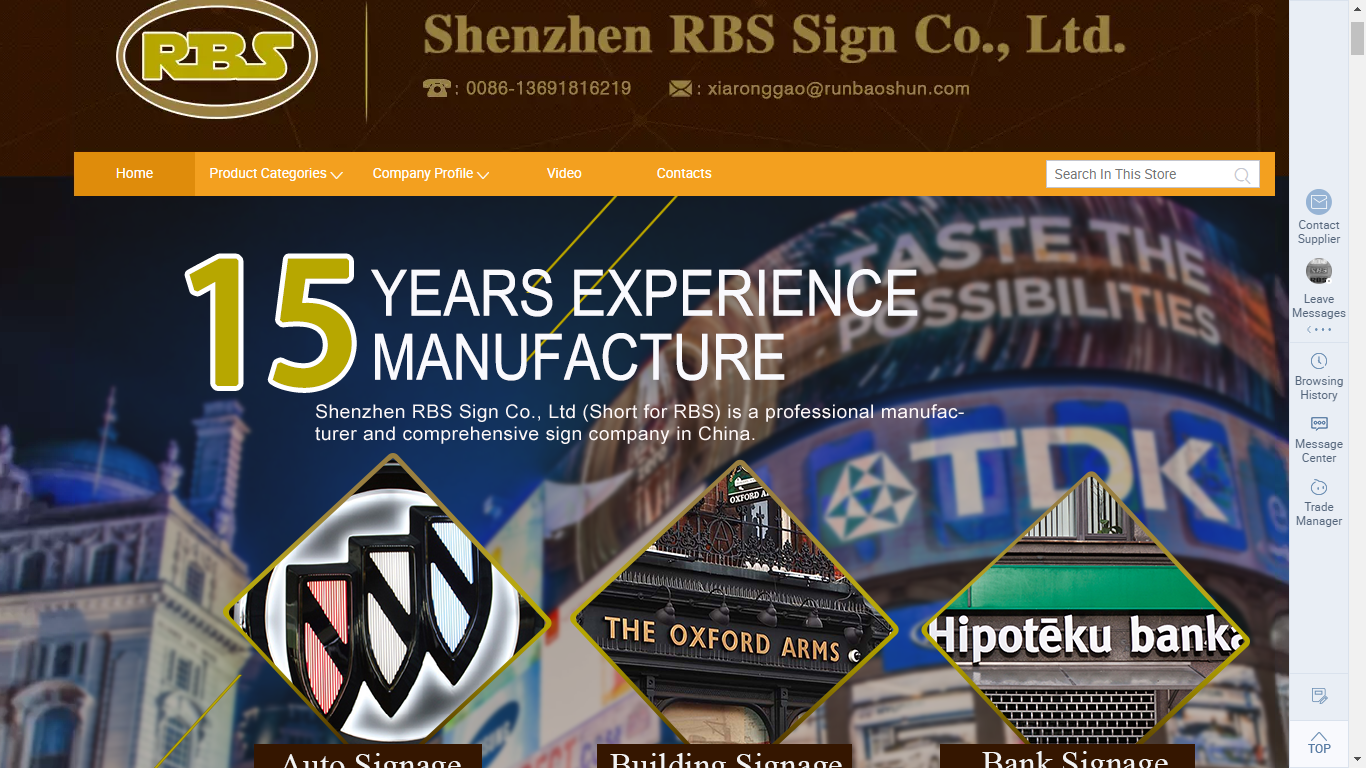 RBS
Shenzhen RBS Sign Co., Ltd.
: 0086-13691816219
: xiaronggao@runbaoshun.com
Home
Product Categories
Company Profile
Video
Contacts
Search In This Store
15
YEARS EXPERIENCE
MANUFACTURE
Shenzhen RBS Sign Co., Ltd (Short for RBS) is a professional manufac-
turer and comprehensive sign company in China.
TASTE THE
POSSIBILITIES
TDK
OXFORD A
THE OXFORD ARMS
Hipotēku banka
Auto Signage
Building Signage
Bank Signage
Contact
Supplier
Leave
Messages
Browsing
History
Message
Center
Trade
Manager
TOP